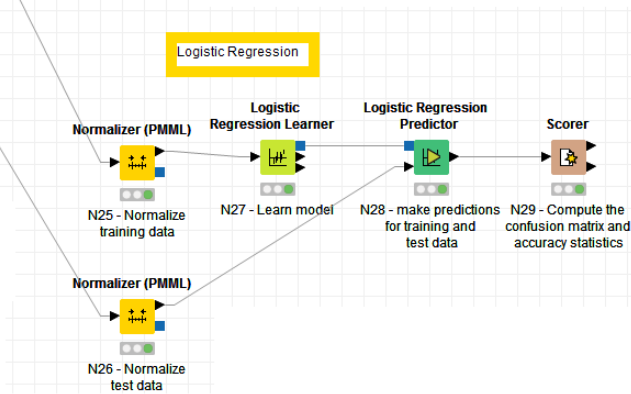 Logistic Regression
Normalizer (PMML)
N25 - Normalize
training data
Logistic
Regression Learner
N27 - Learn model
Logistic Regression
Predictor
N28 - make predictions
for training and
test data
Scorer
N29 - Compute the
confusion matrix and
accuracy statistics
Normalizer (PMML)
N26 - Normalize
test data